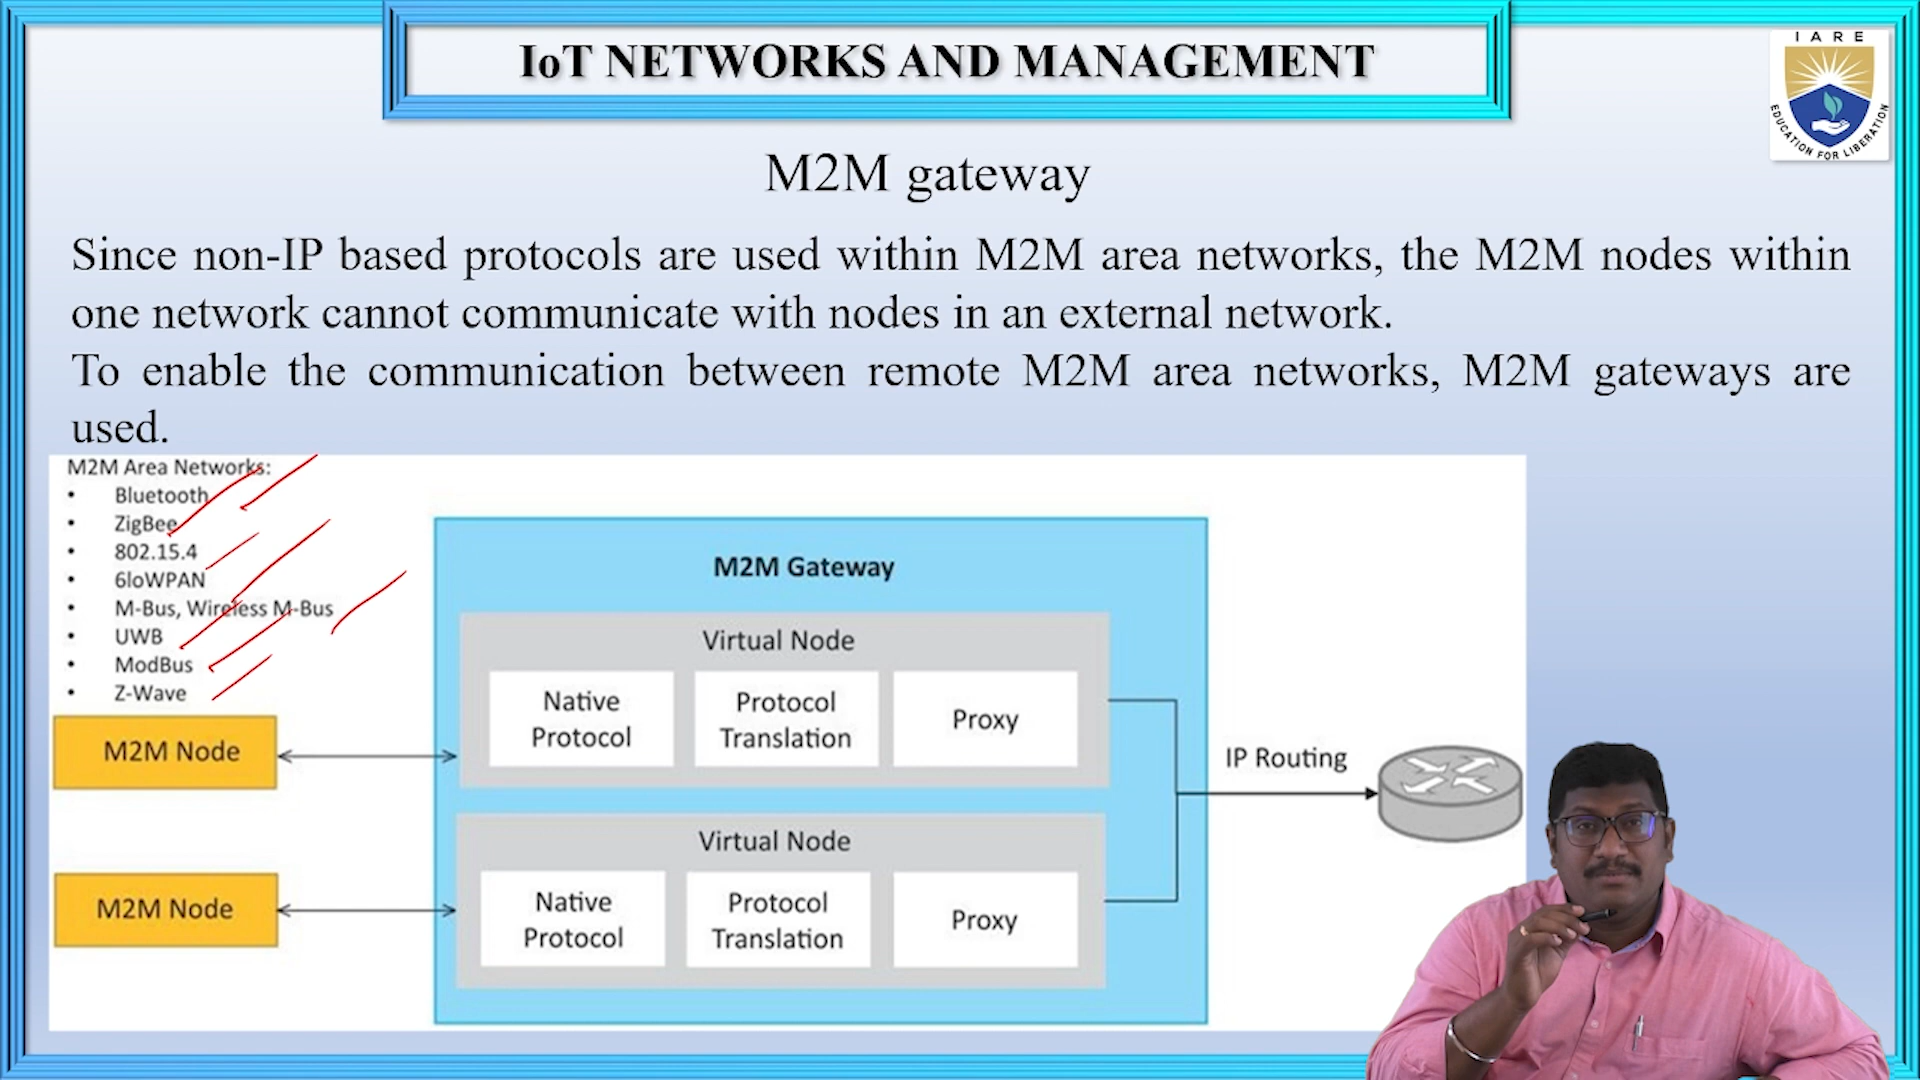 IoT NETWORKS AND MANAGEMENT
IARE
EDUCATION FOR LIBERATION
M2M gateway
Since non-IP based protocols are used within M2M area networks, the M2M nodes within
one network cannot communicate with nodes in an external network.
To enable the communication between remote M2M area networks, M2M gateways are
used.
M2M Area Networks:
• Bluetooth
• ZigBee
• 802.15.4
• 6loWPAN
• M-Bus, Wireless M-Bus
• UWB
• ModBus
• Z-Wave
M2M Gateway
Virtual Node
Native
Protocol
Protocol
Translation
Proxy
M2M Node
IP Routing
Virtual Node
Native
Protocol
Protocol
Translation
Proxy
M2M Node